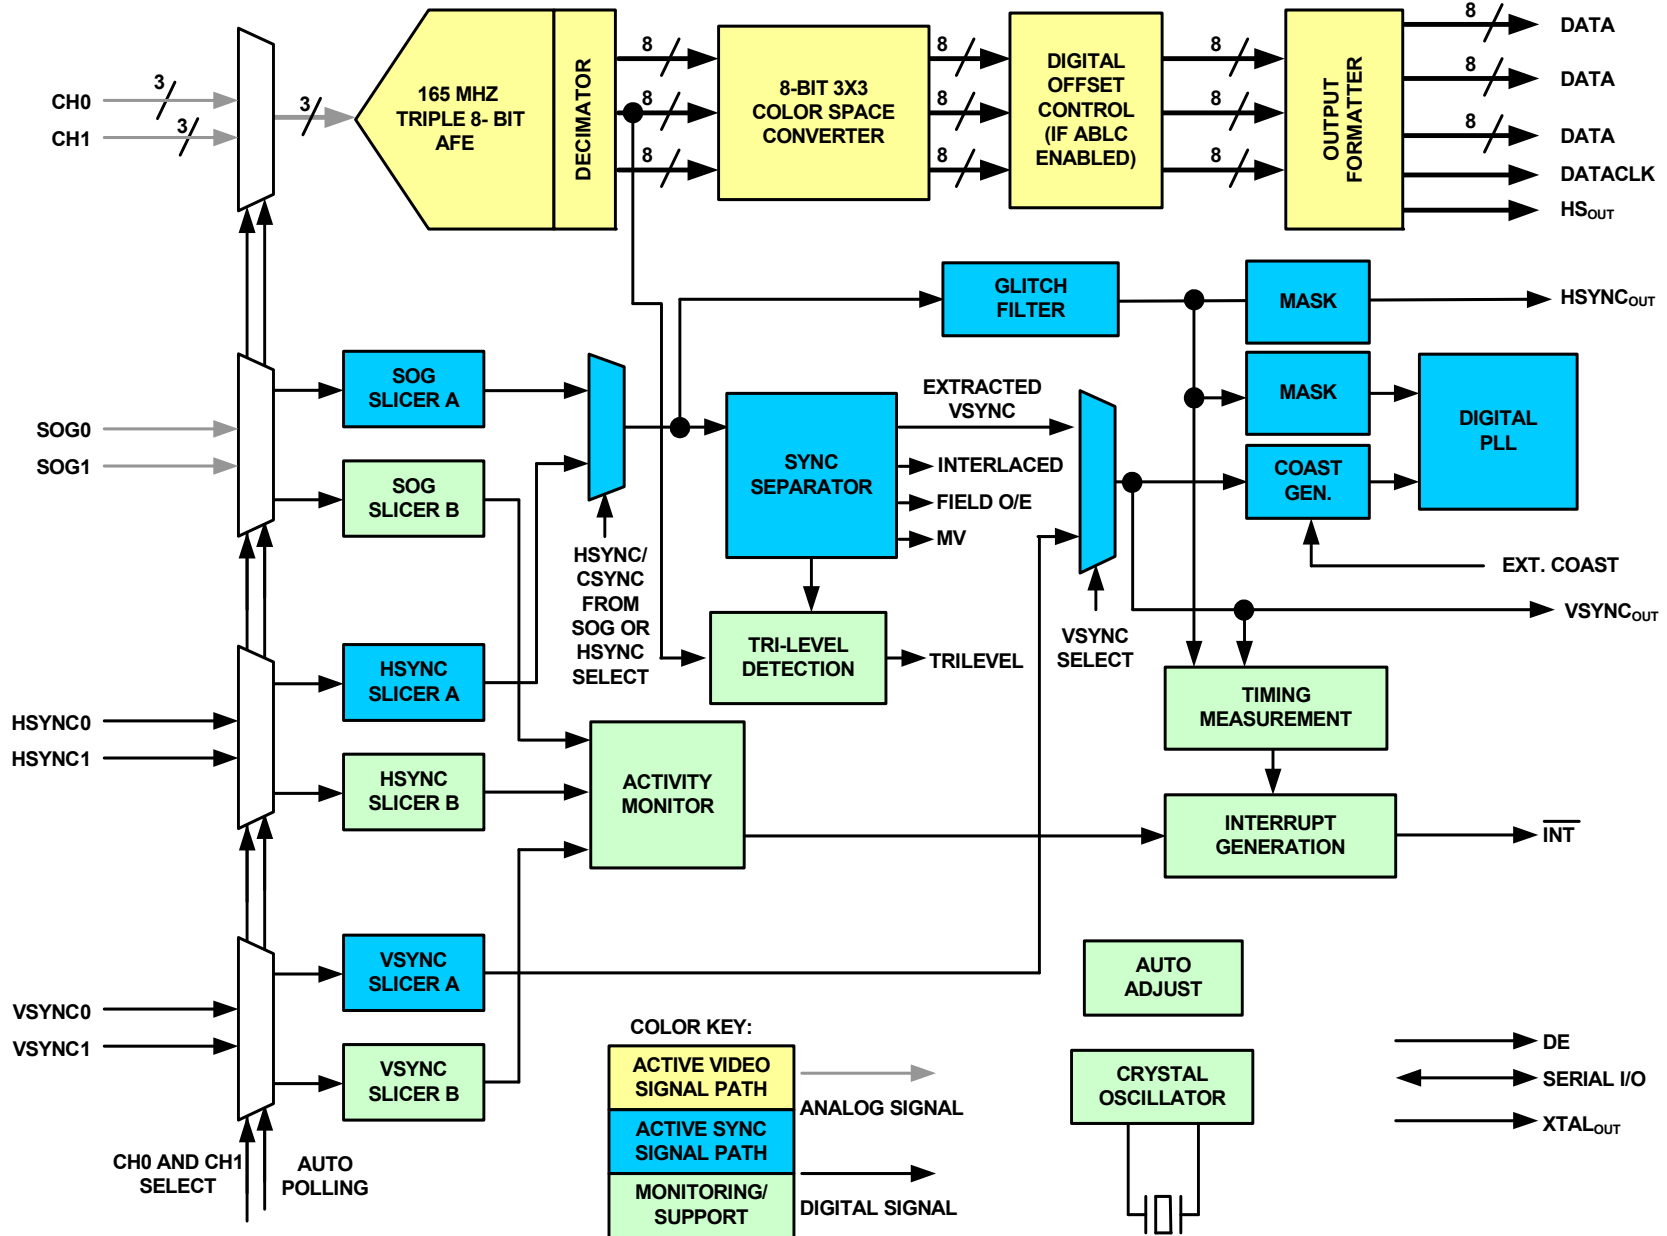 CH0
CH1
3
3
3
165 MHZ
TRIPLE 8- BIT
AFE
DECIMATOR
8
8
8
8-BIT 3X3
COLOR SPACE
CONVERTER
8
8
8
DIGITAL
OFFSET
CONTROL
(IF ABLC
ENABLED)
8
8
8
OUTPUT
FORMATTER
8
DATA
8
DATA
8
DATA
DATACLK
HSOUT
GLITCH
FILTER
MASK
HSYNCOUT
SOG0
SOG1
SOG
SLICER A
SOG
SLICER B
HSYNC/
CSYNC
FROM
SOG OR
HSYNC
SELECT
SYNC
SEPARATOR
EXTRACTED
VSYNC
INTERLACED
FIELD O/E
MV
MASK
COAST
GEN.
DIGITAL
PLL
EXT. COAST
VSYNCOUT
VSYNC
SELECT
TRI-LEVEL
DETECTION
TRILEVEL
HSYNC0
HSYNC1
HSYNC
SLICER A
HSYNC
SLICER B
ACTIVITY
MONITOR
TIMING
MEASUREMENT
INTERRUPT
GENERATION
INT
VSYNC0
VSYNC1
VSYNC
SLICER A
VSYNC
SLICER B
CH0 AND CH1
SELECT
AUTO
POLLING
COLOR KEY:
ACTIVE VIDEO
SIGNAL PATH
ACTIVE SYNC
SIGNAL PATH
MONITORING/
SUPPORT
ANALOG SIGNAL
DIGITAL SIGNAL
AUTO
ADJUST
CRYSTAL
OSCILLATOR
DE
SERIAL I/O
XTALOUT